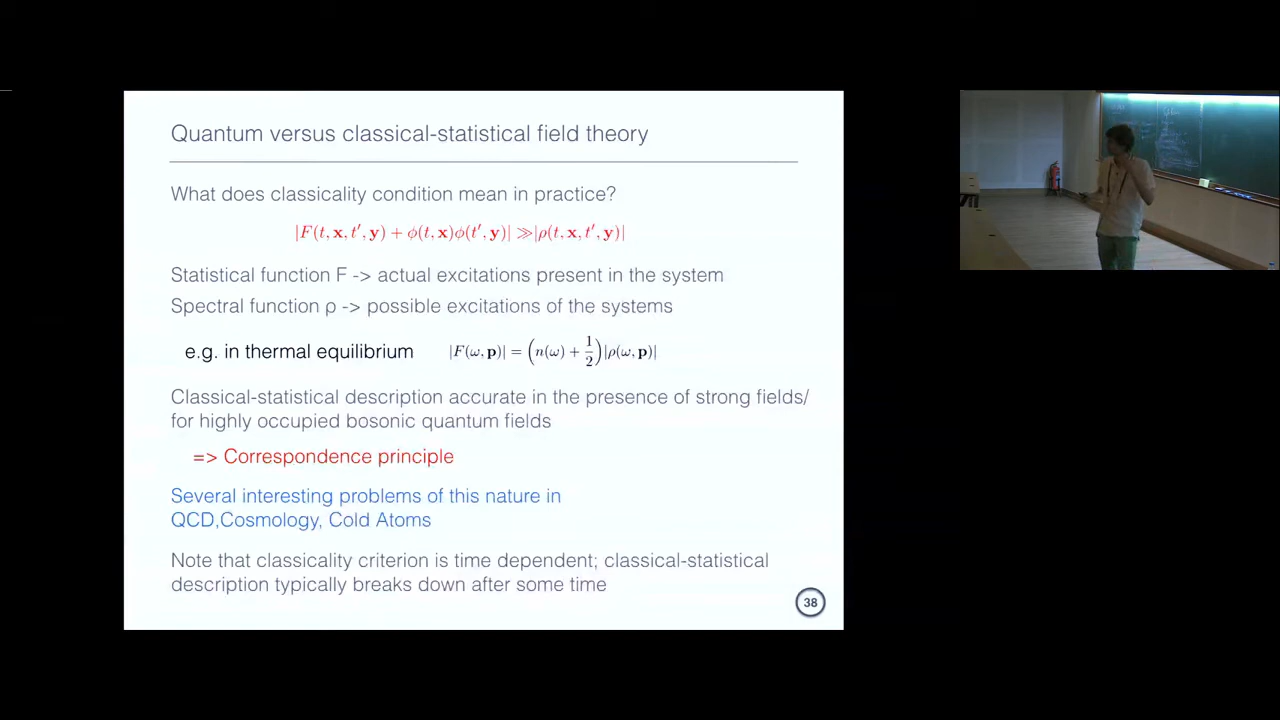 Quantum versus classical-statistical field theory
What does classicality condition mean in practice?
|F(t, x, t′, y) + ϕ(t, x)ϕ(t′, y)| ≫ |ρ(t, x, t′, y)|
Statistical function F -> actual excitations present in the system
Spectral function ρ -> possible excitations of the systems
e.g. in thermal equilibrium |F(ω, p)| = (n(ω) + 1/2)|ρ(ω, p)|
Classical-statistical description accurate in the presence of strong fields/
for highly occupied bosonic quantum fields
=> Correspondence principle
Several interesting problems of this nature in
QCD,Cosmology, Cold Atoms
Note that classicality criterion is time dependent; classical-statistical
description typically breaks down after some time
38